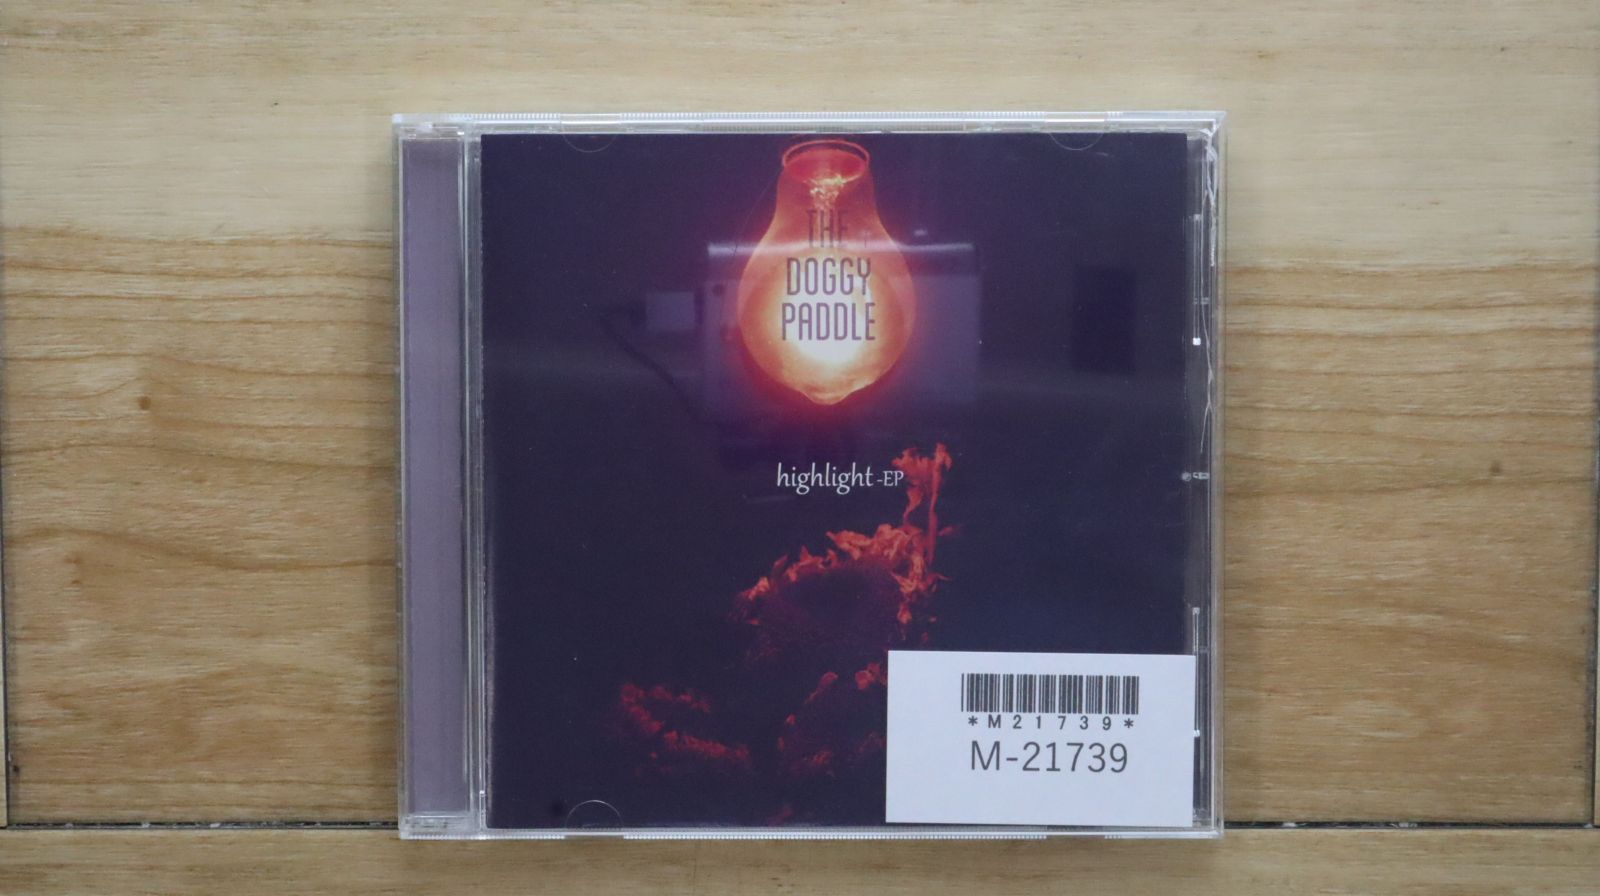 THE
DOGGY
PADDLE
highlight -EP
*M21739*
M-21739